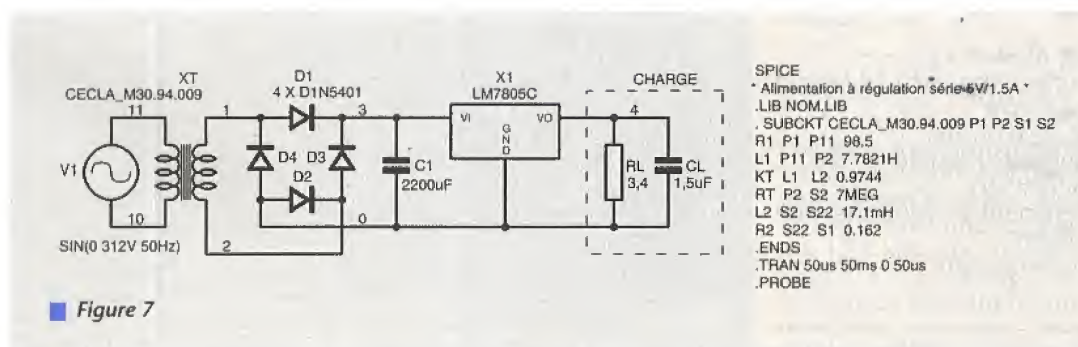 XT
CECLA_M30.94.009
11
1
V1
10
SIN(0 312V 50Hz)
2
D1
4 X D1N5401
3
D4
D3
D2
0
C1
2200uF
X1
LM7805C
VI
VO
GND
CHARGE
4
RL
3,4
CL
1,5uF
SPICE
* Alimentation à régulation série 5V/1.5A *
.LIB NOM.LIB
. SUBCKT CECLA_M30.94.009 P1 P2 S1 S2
R1 P1 P11 98.5
L1 P11 P2 7.7821H
KT L1 L2 0.9744
RT P2 S2 7MEG
L2 S2 S22 17.1mH
R2 S22 S1 0.162
.ENDS
.TRAN 50us 50ms 0 50us
.PROBE
Figure 7